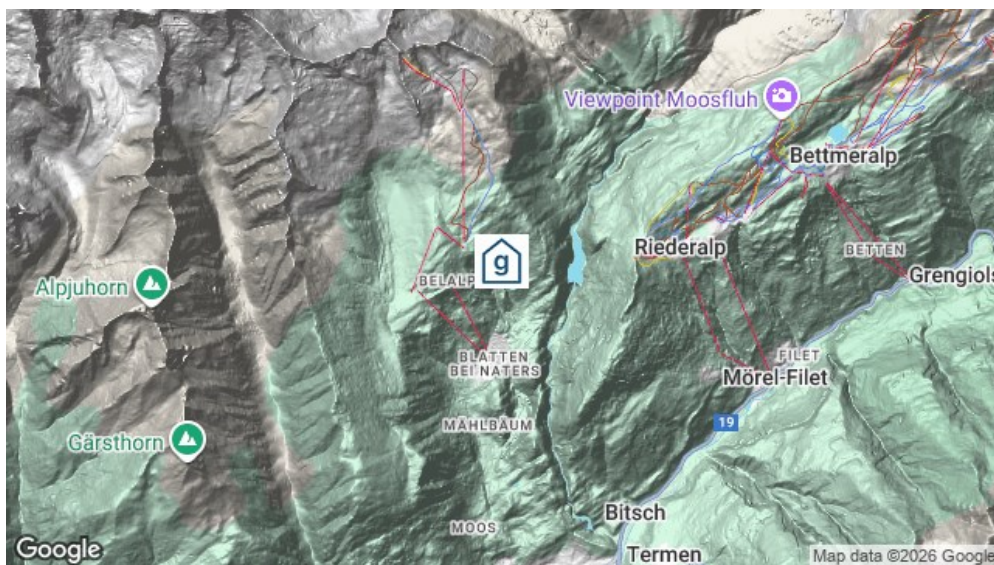 Viewpoint Moosfluh
Bettmeralp
Riederalp
BETTEN
Grengiols
Alpjuhorn
g
BELALP
BLATTEN
BEI NATERS
FILET
Mörel-Filet
19
MÄHLBÄUM
Gärsthorn
MOOS
Bitsch
Termen
Google
Map data ©2026 Google